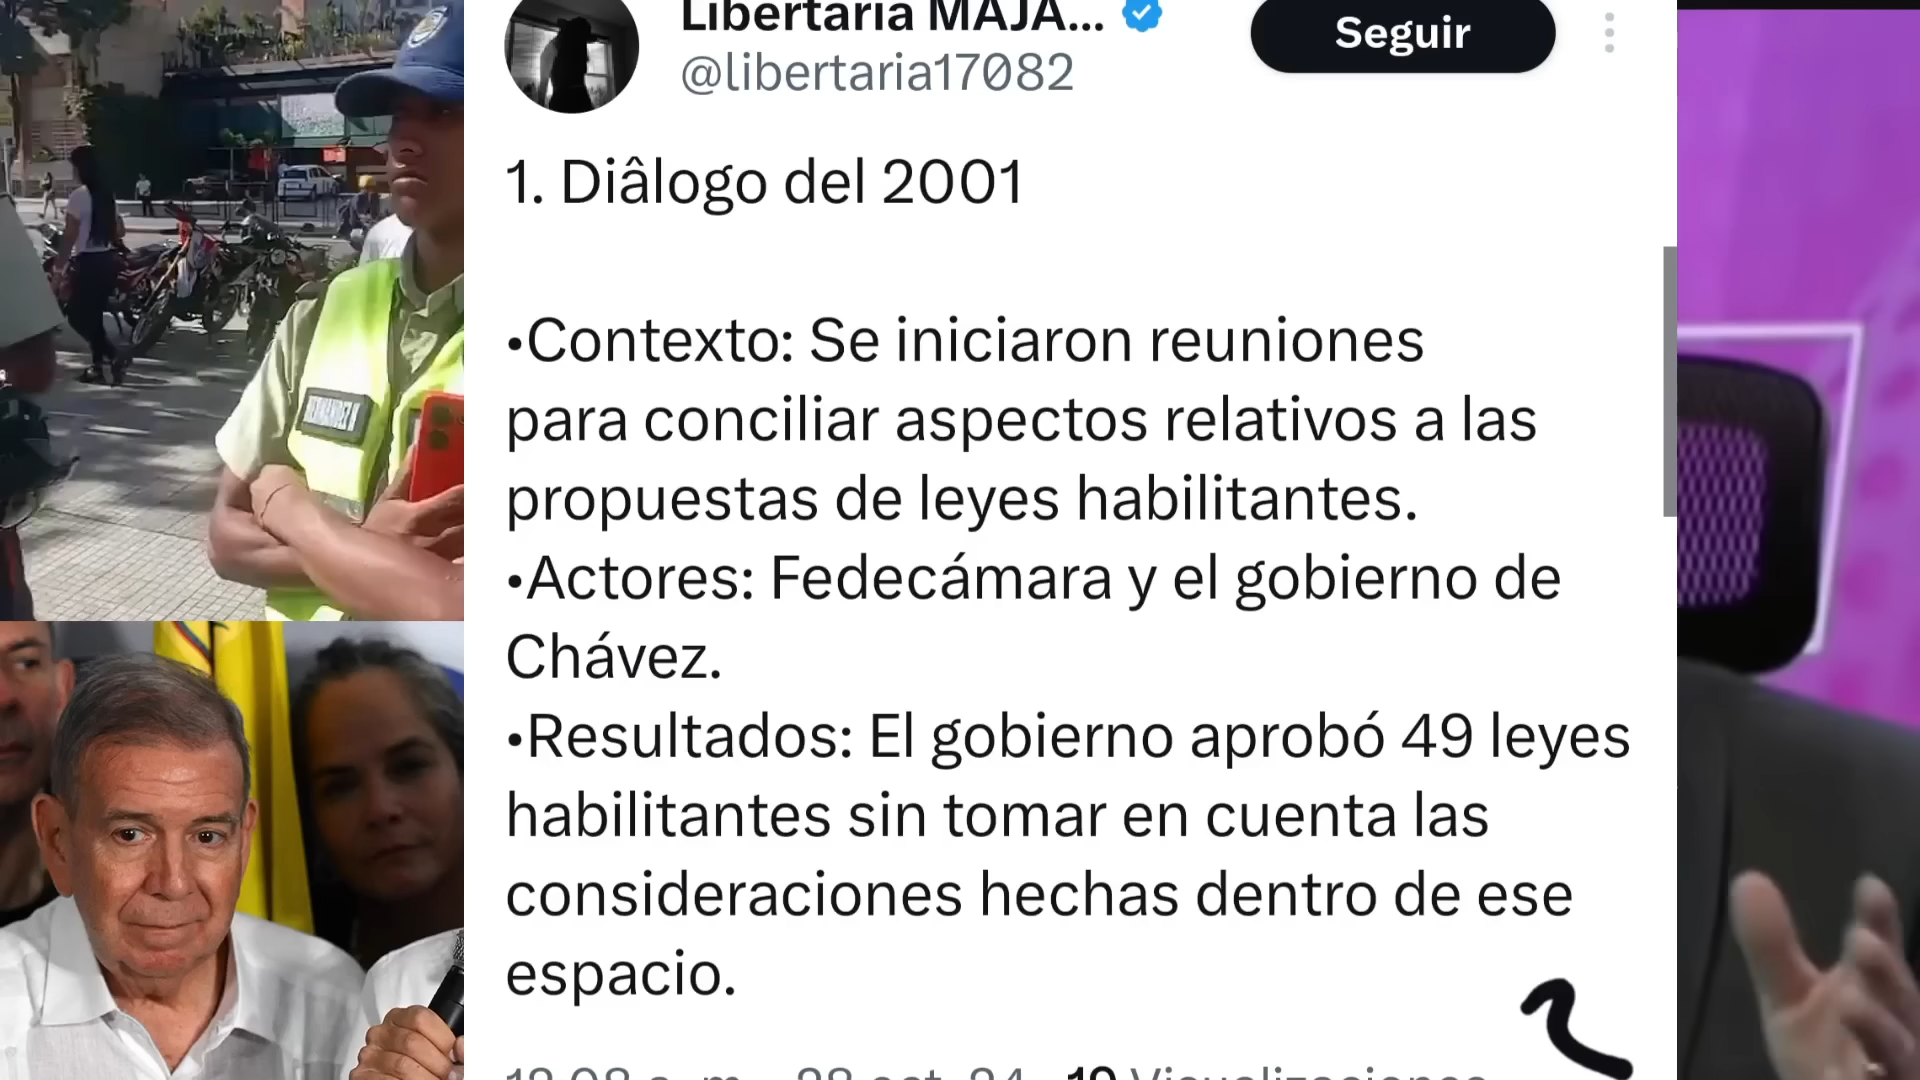 Libertaria MAJA...
@libertaria17082
Seguir
1. Diâlogo del 2001
•Contexto: Se iniciaron reuniones
para conciliar aspectos relativos a las
propuestas de leyes habilitantes.
•Actores: Fedecámara y el gobierno de
Chávez.
•Resultados: El gobierno aprobó 49 leyes
habilitantes sin tomar en cuenta las
consideraciones hechas dentro de ese
espacio.
19 Visualizaciones